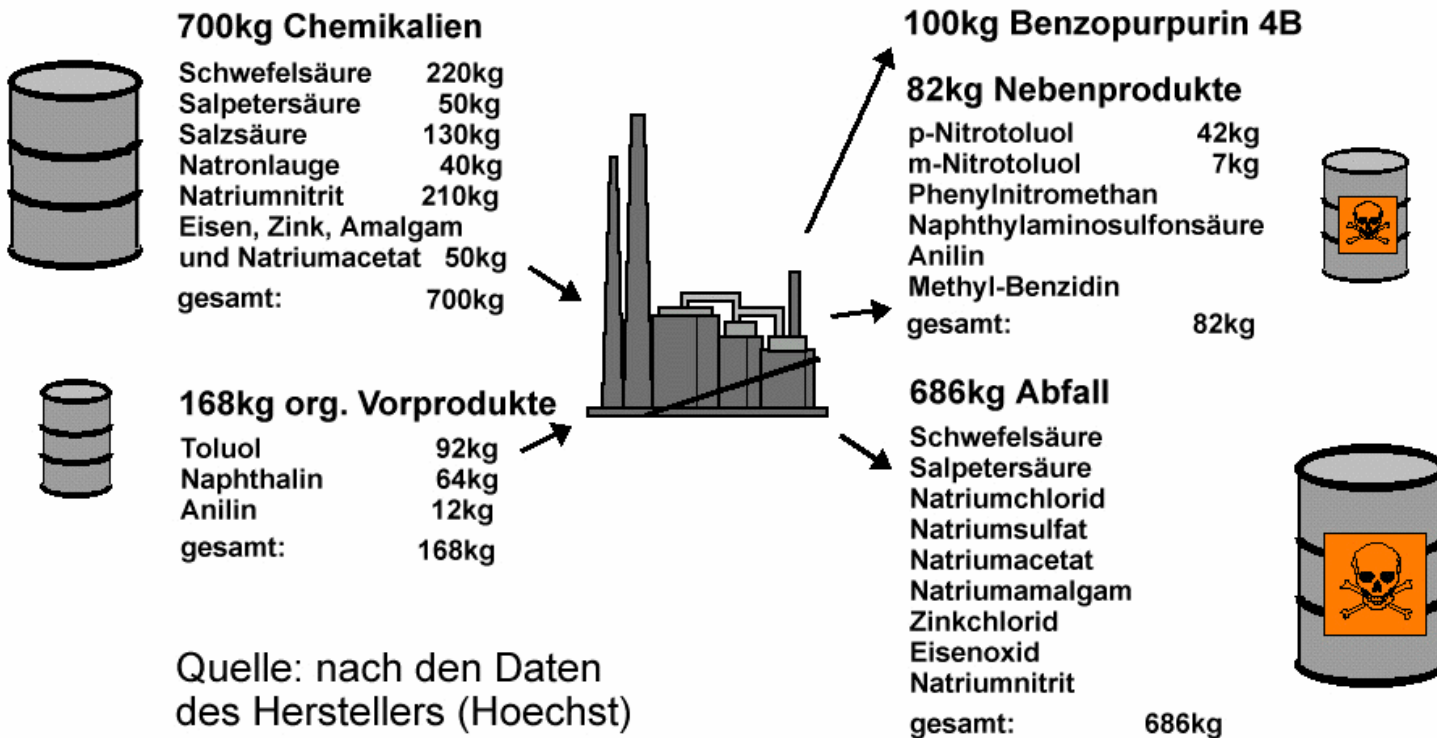 700kg Chemikalien
Schwefelsäure 220kg
Salpetersäure 50kg
Salzsäure 130kg
Natronlauge 40kg
Natriumnitrit 210kg
Eisen, Zink, Amalgam
und Natriumacetat 50kg
gesamt: 700kg
168kg org. Vorprodukte
Toluol 92kg
Naphthalin 64kg
Anilin 12kg
gesamt: 168kg
Quelle: nach den Daten
des Herstellers (Hoechst)
100kg Benzopurpurin 4B
82kg Nebenprodukte
p-Nitrotoluol 42kg
m-Nitrotoluol 7kg
Phenylnitromethan
Naphthylaminosulfonsäure
Anilin
Methyl-Benzidin
gesamt: 82kg
686kg Abfall
Schwefelsäure
Salpetersäure
Natriumchlorid
Natriumsulfat
Natriumacetat
Natriumamalgam
Zinkchlorid
Eisenoxid
Natriumnitrit
gesamt: 686kg